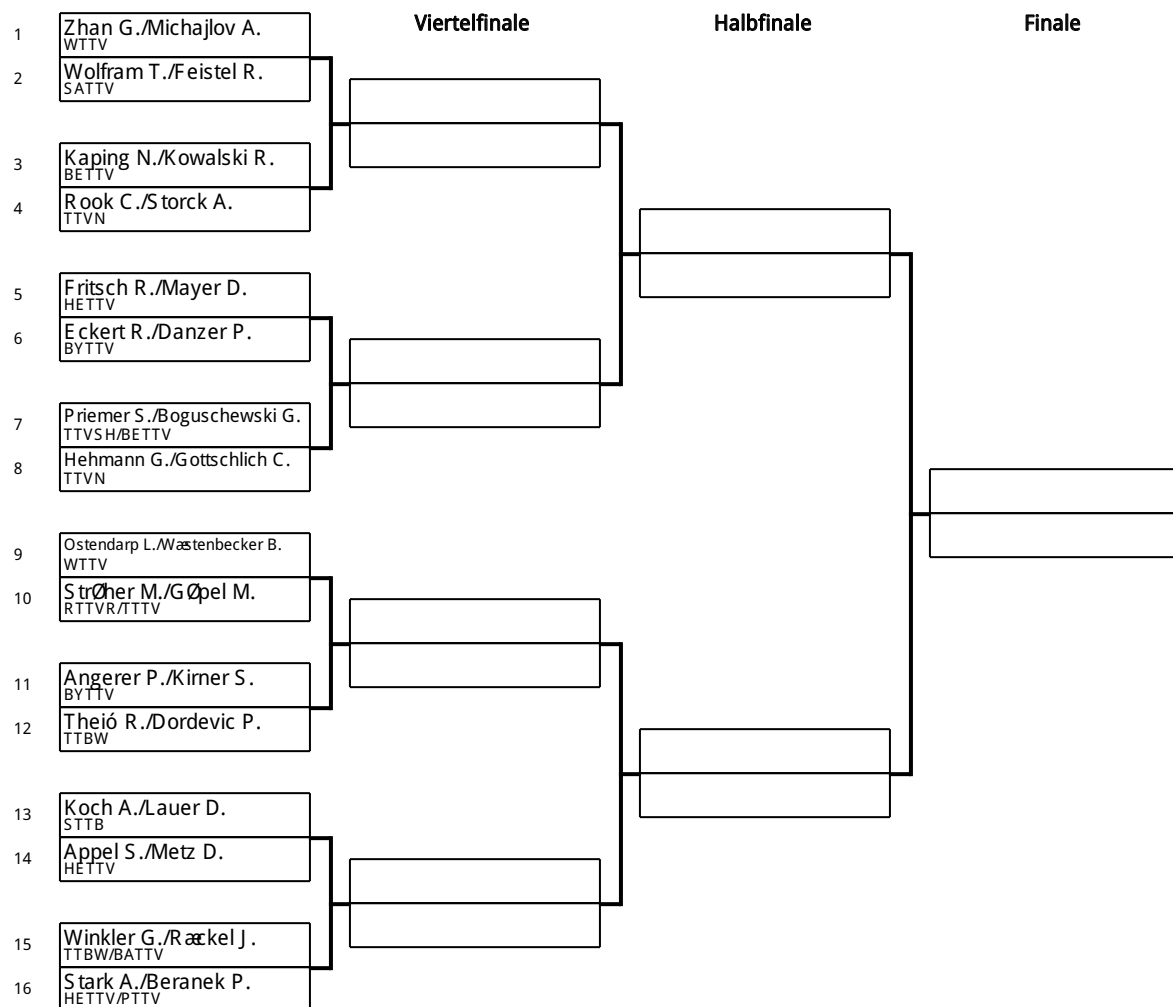 Viertelfinale Halbfinale Finale
1 Zhan G./Michajlov A.
WTTV
2 Wolfram T./Feistel R.
SATTV
3 Kaping N./Kowalski R.
BETTV
4 Rook C./Storck A.
TTVN
5 Fritsch R./Mayer D.
HETTV
6 Eckert R./Danzer P.
BYTTV
7 Priemer S./Boguschewski G.
TTVSH/BETTV
8 Hehmann G./Gottschlich C.
TTVN
9 Ostendarp L./Wæstenbecker B.
WTTV
10 StrØher M./GØpel M.
RTTVR/TTTV
11 Angerer P./Kirner S.
BYTTV
12 Theió R./Dordevic P.
TTBW
13 Koch A./Lauer D.
STTB
14 Appel S./Metz D.
HETTV
15 Winkler G./Ræckel J.
TTBW/BATTV
16 Stark A./Beranek P.
HETTV/PTTV